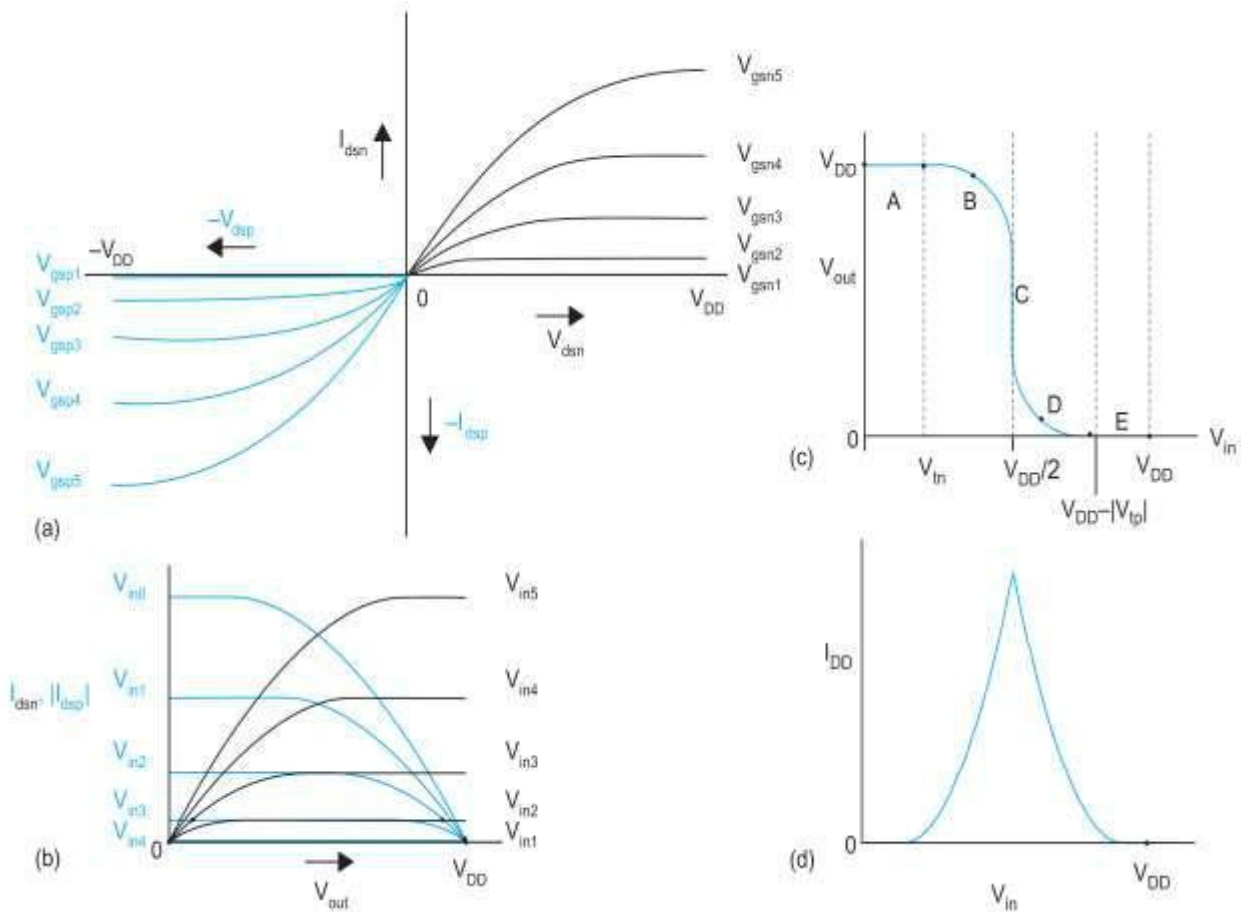 V_gsn5
I_dsn
V_gsn4
V_gsn3
V_gsn2
V_gsn1
–V_dsp
–V_DD
V_gsp1
V_gsp2
V_gsp3
V_gsp4
V_gsp5
0
V_DD
V_dsn
–I_dsp
(a)
V_DD
A
B
V_out
C
D
E
0
V_in
V_tn
V_DD/2
V_DD
V_DD–|V_tp|
(c)
V_in0
V_in5
V_in1
V_in4
I_dsn, |I_dsp|
V_in2
V_in3
V_in3
V_in2
V_in4
V_in1
0
V_DD
V_out
(b)
I_DD
0
V_DD
V_in
(d)